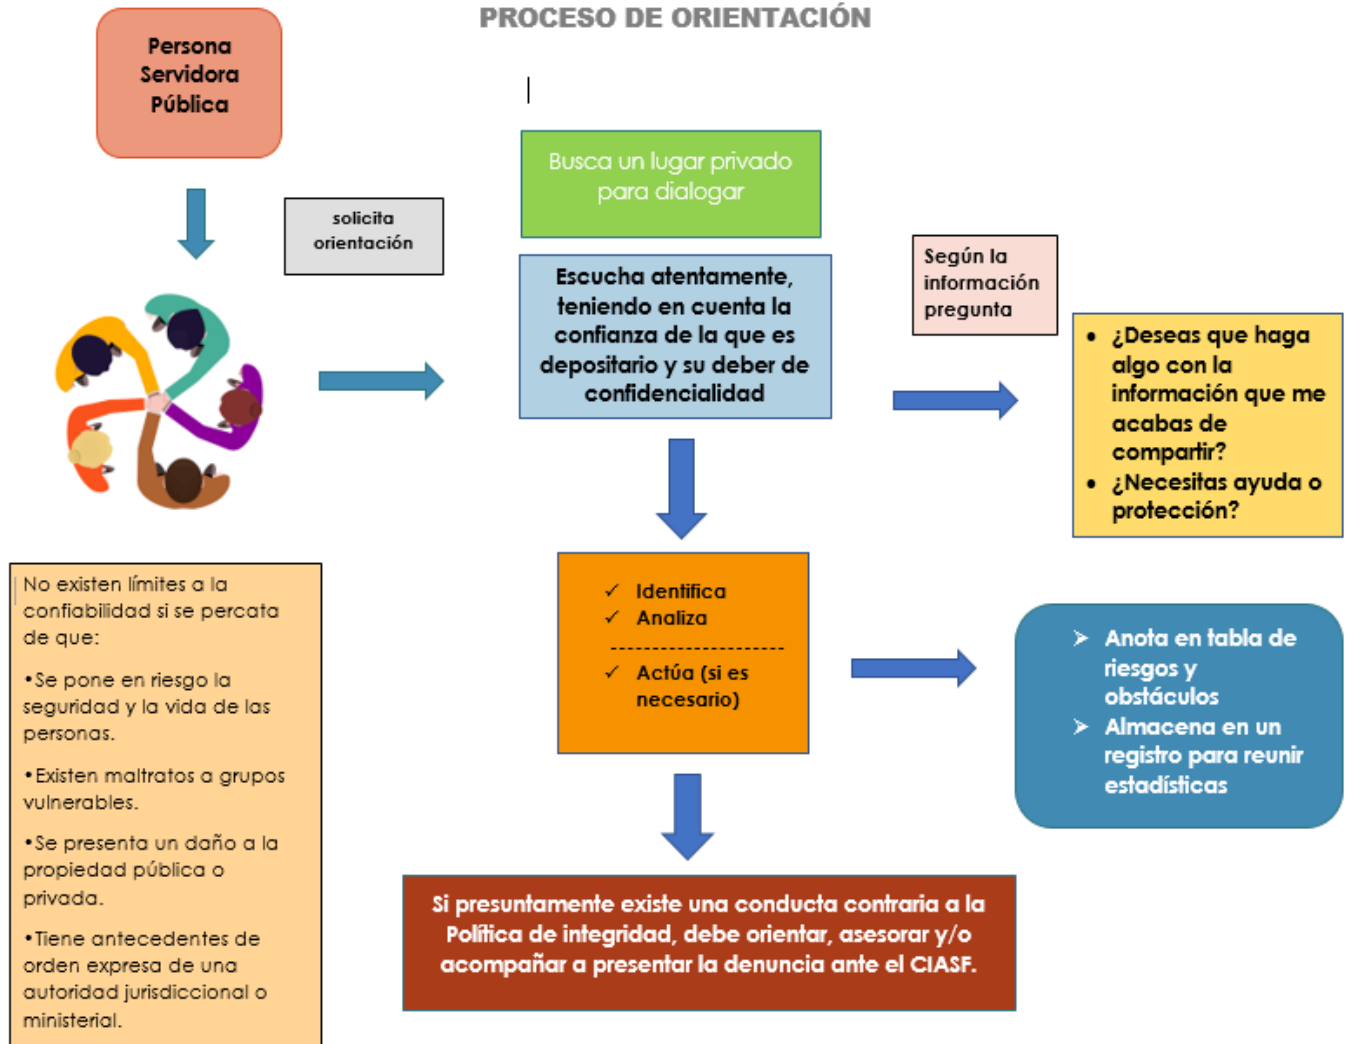 PROCESO DE ORIENTACIÓN
Persona
Servidora
Pública
solicita
orientación
Busca un lugar privado
para dialogar
Escucha atentamente,
teniendo en cuenta la
confianza de la que es
depositario y su deber de
confidencialidad
Según la
información
pregunta
• ¿Deseas que haga
algo con la
información que me
acabas de
compartir?
• ¿Necesitas ayuda o
protección?
No existen límites a la
confiabilidad si se percata
de que:
•Se pone en riesgo la
seguridad y la vida de las
personas.
•Existen maltratos a grupos
vulnerables.
•Se presenta un daño a la
propiedad pública o
privada.
•Tiene antecedentes de
orden expresa de una
autoridad jurisdiccional o
ministerial.
✓ Identifica
✓ Analiza
---------------------
✓ Actúa (si es
necesario)
➤ Anota en tabla de
riesgos y
obstáculos
➤ Almacena en un
registro para reunir
estadísticas
Si presuntamente existe una conducta contraria a la
Política de integridad, debe orientar, asesorar y/o
acompañar a presentar la denuncia ante el CIASF.